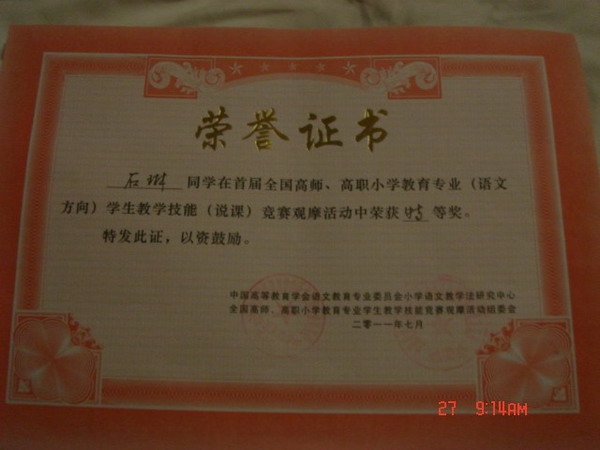 荣誉证书
石琳 同学在首届全国高师、高职小学教育专业（语文
方向）学生教学技能（说课）竞赛观摩活动中荣获 特 等奖。
特发此证，以资鼓励。
中国高等教育学会语文教育专业委员会小学语文教学法研究中心
全国高师、高职小学教育专业学生教学技能竞赛观摩活动组委会
二零一一年七月
27 9:14AM